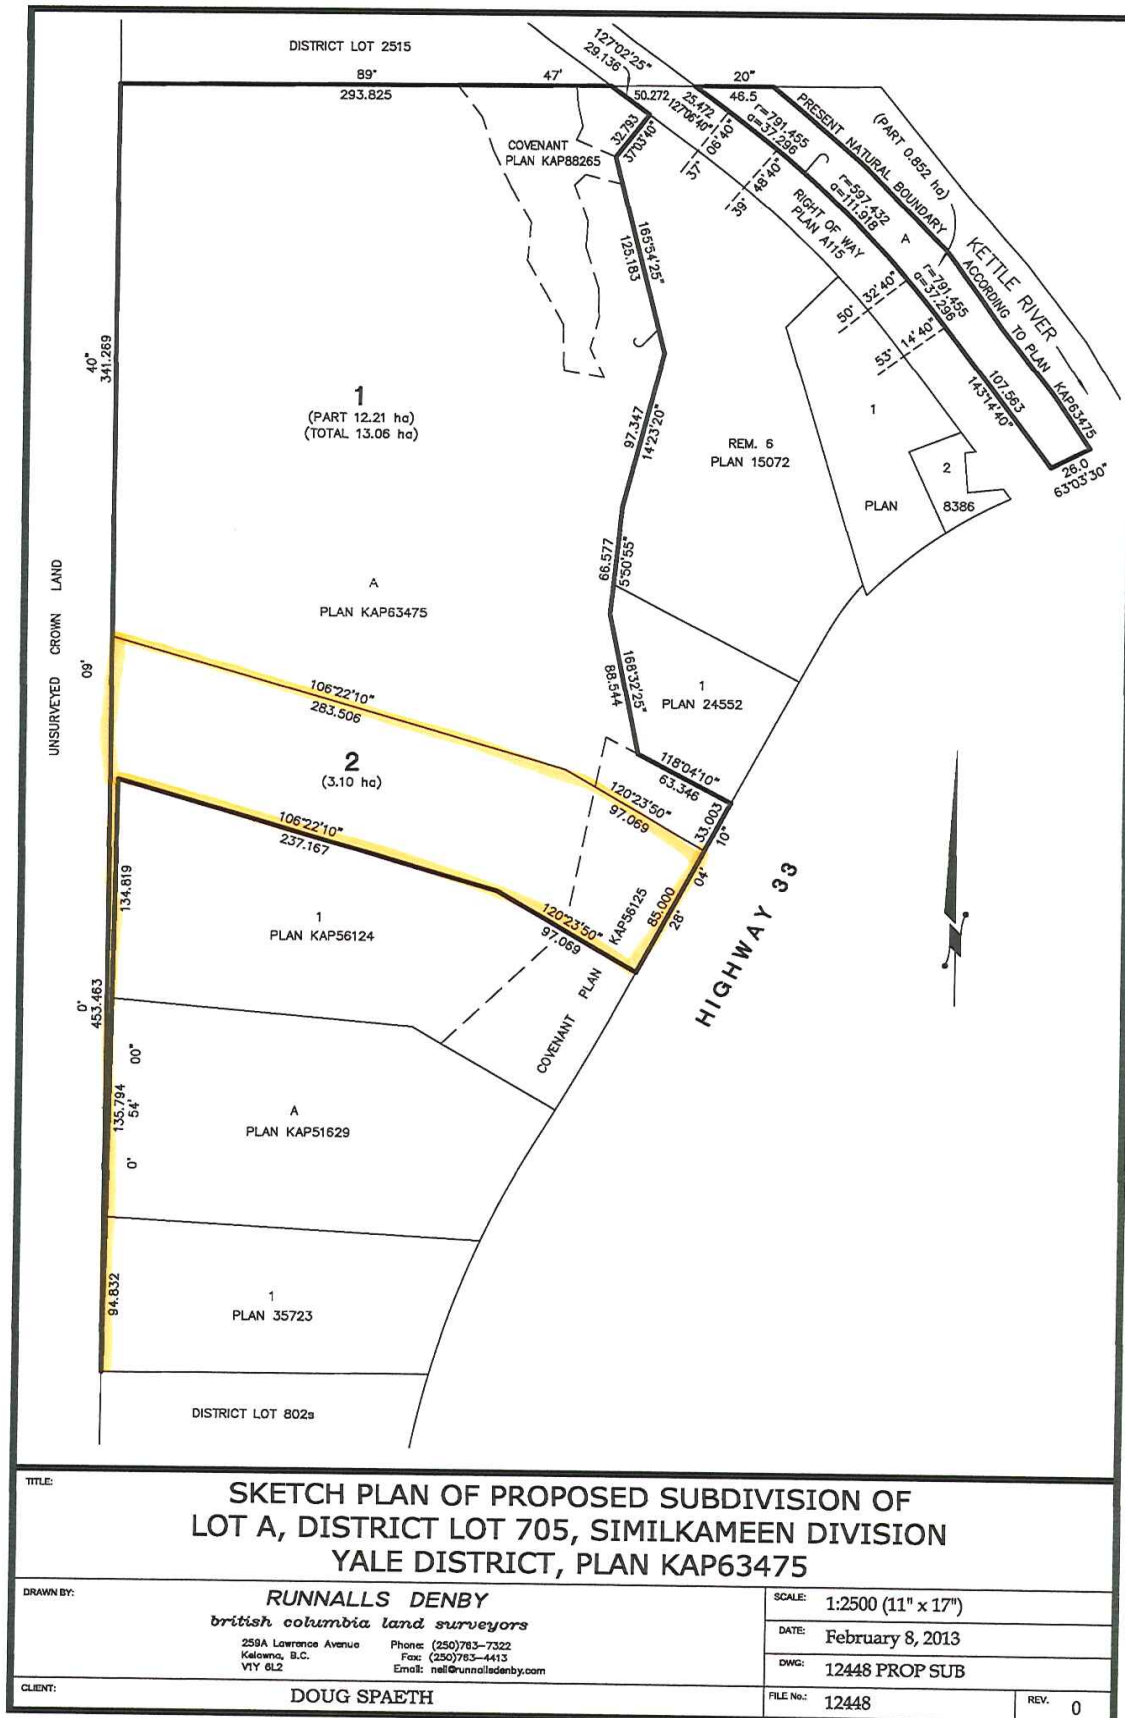 DISTRICT LOT 2515
89°
47'
20"
293.825
127°02'25"
29.136
50.272
25.472
127°06'40"
46.5
r=791.455
a=37.296
PRESENT NATURAL BOUNDARY
ACCORDING TO PLAN KAP63475
(PART 0.852 ha)
KETTLE RIVER
COVENANT
PLAN KAP88265
32.793
37°03'40"
37°
06'40"
39°
48'40"
r=597.432
a=111.918
RIGHT OF WAY
PLAN A115
A
r=791.455
a=37.296
50°
32'40"
53°
14'40"
107.563
143°14'40"
26.0
63°03'30"
165°54'25"
125.183
40"
341.269
1
(PART 12.21 ha)
(TOTAL 13.06 ha)
97.347
14°23'20"
REM. 6
PLAN 15072
1
PLAN
2
8386
66.577
5°50'55"
UNSURVEYED CROWN LAND
09'
A
PLAN KAP63475
168°32'25"
88.544
1
PLAN 24552
106°22'10"
283.506
2
(3.10 ha)
118°04'10"
63.346
120°23'50"
97.069
33.003
10"
106°22'10"
237.167
134.819
1
PLAN KAP56124
120°23'50"
97.069
85.000
04'
28°
HIGHWAY 33
COVENANT PLAN KAP56125
0°
453.463
135.794
0°
54'
00"
A
PLAN KAP51629
94.832
1
PLAN 35723
DISTRICT LOT 802s
TITLE:
SKETCH PLAN OF PROPOSED SUBDIVISION OF
LOT A, DISTRICT LOT 705, SIMILKAMEEN DIVISION
YALE DISTRICT, PLAN KAP63475
DRAWN BY:
RUNNALLS DENBY
british columbia land surveyors
259A Lawrence Avenue
Kelowna, B.C.
V1Y 6L2
Phone: (250)763-7322
Fax: (250)763-4413
Email: neil@runnallsdenby.com
CLIENT:
DOUG SPAETH
SCALE:
1:2500 (11" x 17")
DATE:
February 8, 2013
DWG:
12448 PROP SUB
FILE No.:
12448
REV.
0